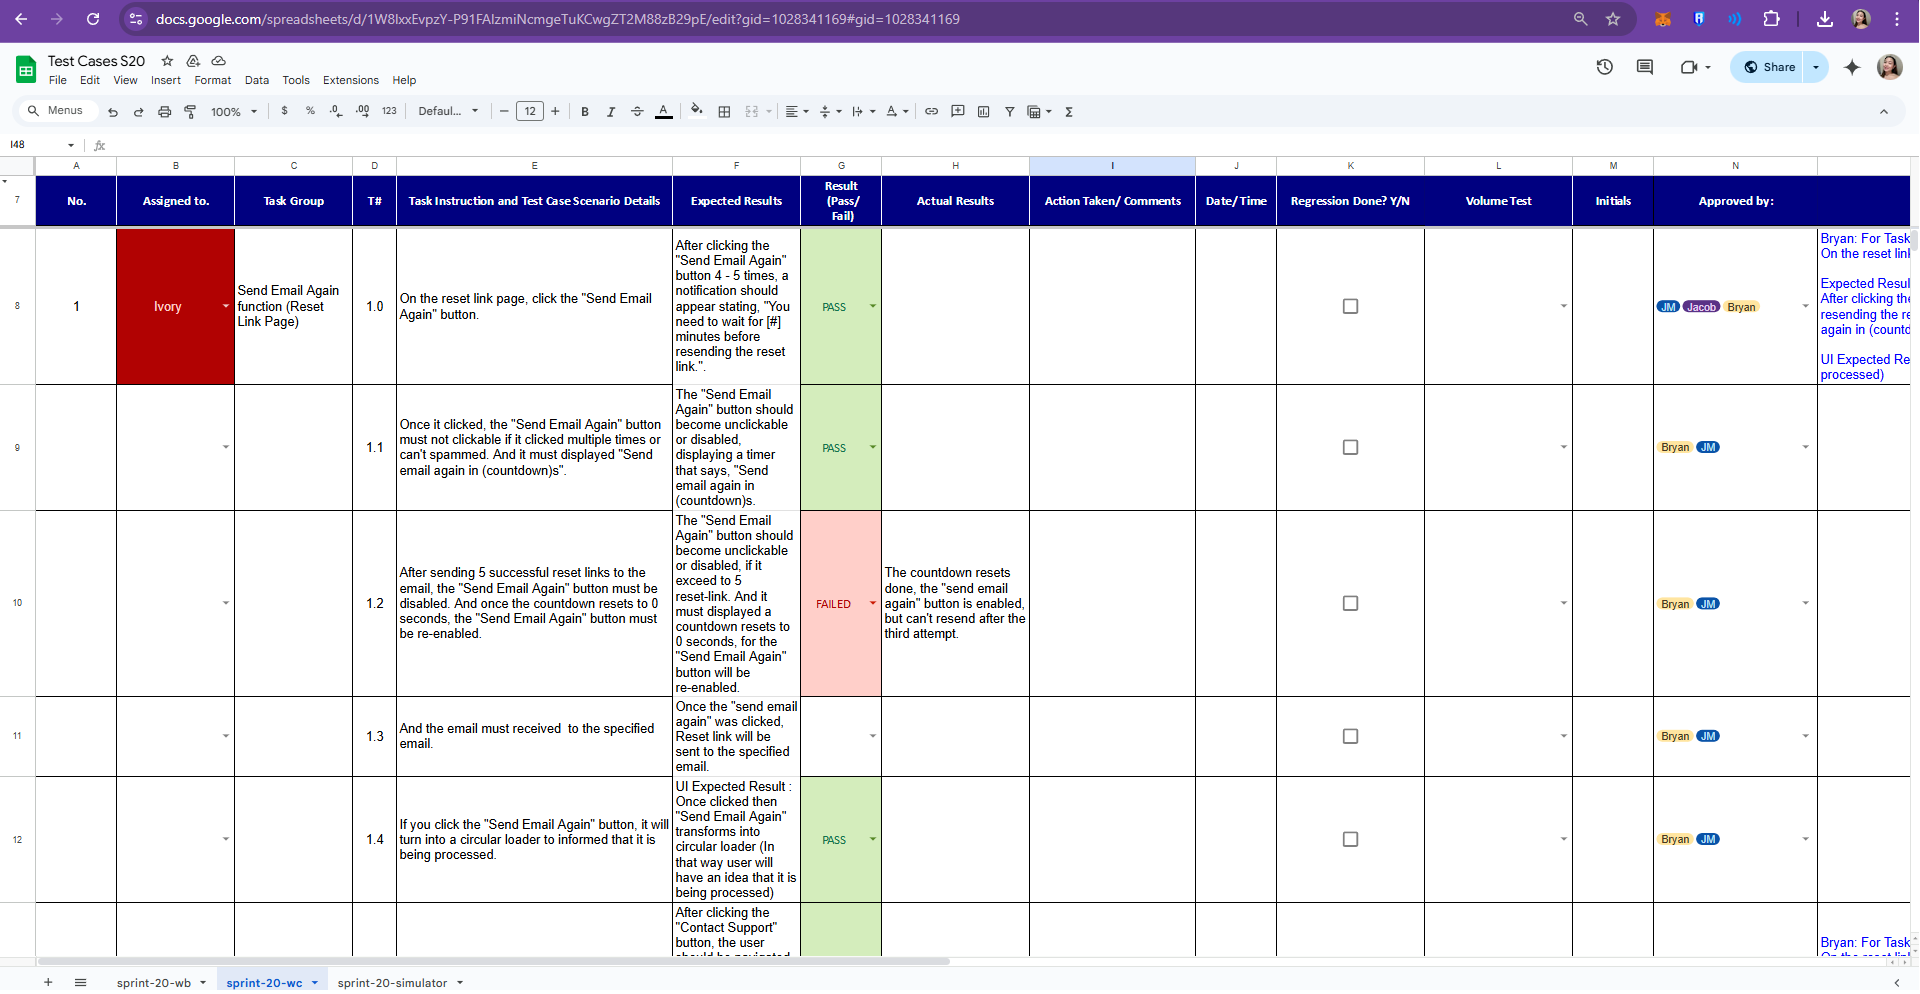 docs.google.com/spreadsheets/d/1W8IxxEvpzY-P91FAIzmiNcmgeTuKCwgZT2M88zB29pE/edit?gid=1028341169#gid=1028341169
Test Cases S20
File Edit View Insert Format Data Tools Extensions Help
Share
Menus
100%
$ % .0 .00 123
Defaul...
12
I48
A B C D E F G H I J K L M N
7
No.
Assigned to.
Task Group
T#
Task Instruction and Test Case Scenario Details
Expected Results
Result
(Pass/
Fail)
Actual Results
Action Taken/ Comments
Date/Time
Regression Done? Y/N
Volume Test
Initials
Approved by:
8
1
Ivory
Send Email Again
function (Reset
Link Page)
1.0
On the reset link page, click the "Send Email
Again" button.
After clicking the
"Send Email Again"
button 4 - 5 times, a
notification should
appear stating, "You
need to wait for [#]
minutes before
resending the reset
link.".
PASS
JM Jacob Bryan
Bryan: For Task
On the reset link
Expected Resul
After clicking the
resending the re
again in (countd
UI Expected Re
processed)
9
1.1
Once it clicked, the "Send Email Again" button
must not clickable if it clicked multiple times or
can't spammed. And it must displayed "Send
email again in (countdown)s".
The "Send Email
Again" button should
become unclickable
or disabled,
displaying a timer
that says, "Send
email again in
(countdown)s.
PASS
Bryan JM
10
1.2
After sending 5 successful reset links to the
email, the "Send Email Again" button must be
disabled. And once the countdown resets to 0
seconds, the "Send Email Again" button must
be re-enabled.
The "Send Email
Again" button should
become unclickable
or disabled, if it
exceed to 5
reset-link. And it
must displayed a
countdown resets to
0 seconds, for the
"Send Email Again"
button will be
re-enabled.
FAILED
The countdown resets
done, the "send email
again" button is enabled,
but can't resend after the
third attempt.
Bryan JM
11
1.3
And the email must received  to the specified
email.
Once the "send email
again" was clicked,
Reset link will be
sent to the specified
email.
Bryan JM
12
1.4
If you click the "Send Email Again" button, it will
turn into a circular loader to informed that it is
being processed.
UI Expected Result :
Once clicked then
"Send Email Again"
transforms into
circular loader (In
that way user will
have an idea that it is
being processed)
PASS
Bryan JM
After clicking the
"Contact Support"
button, the user
should be navigated
Bryan: For Task
On the reset link
sprint-20-wb
sprint-20-wc
sprint-20-simulator